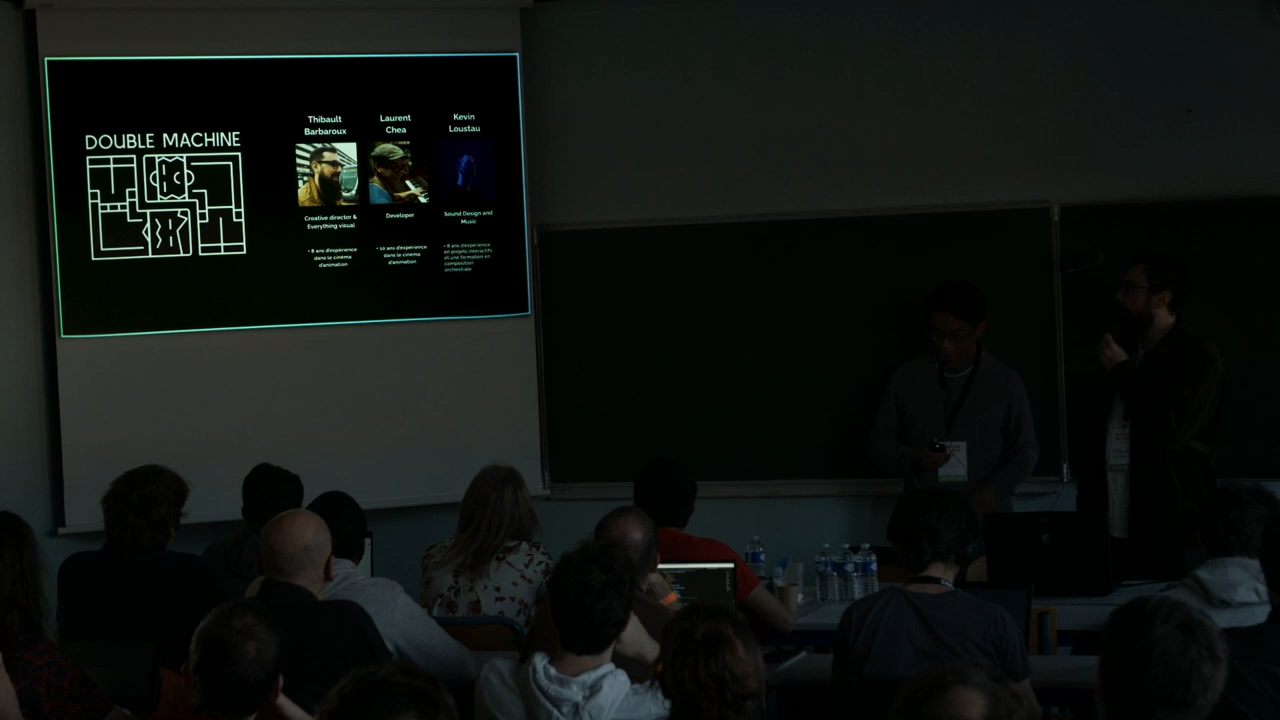 DOUBLE MACHINE
Thibault
Barbaroux
Creative director &
Everything visual
• 8 ans d'expérience
dans le cinéma
d'animation
Laurent
Chea
Developer
• 10 ans d'expérience
dans le cinéma
d'animation
Kevin
Loustau
Sound Design and
Music
• 8 ans d'expérience
en projets interactifs
et une formation en
composition
orchestrale